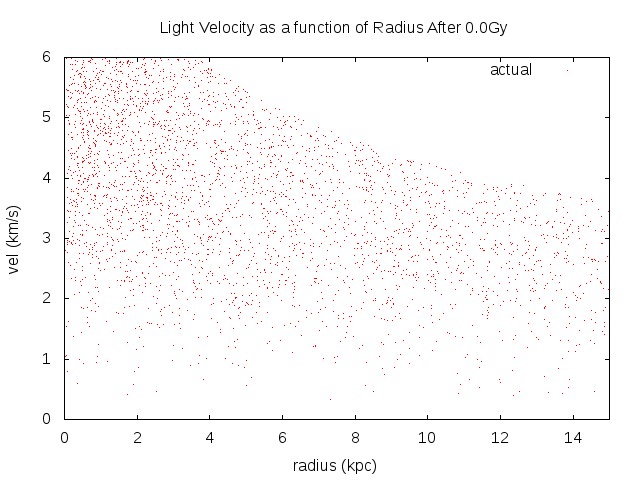 Light Velocity as a function of Radius After 0.0Gy
actual
6
5
4
3
2
1
0
vel (km/s)
0 2 4 6 8 10 12 14
radius (kpc)